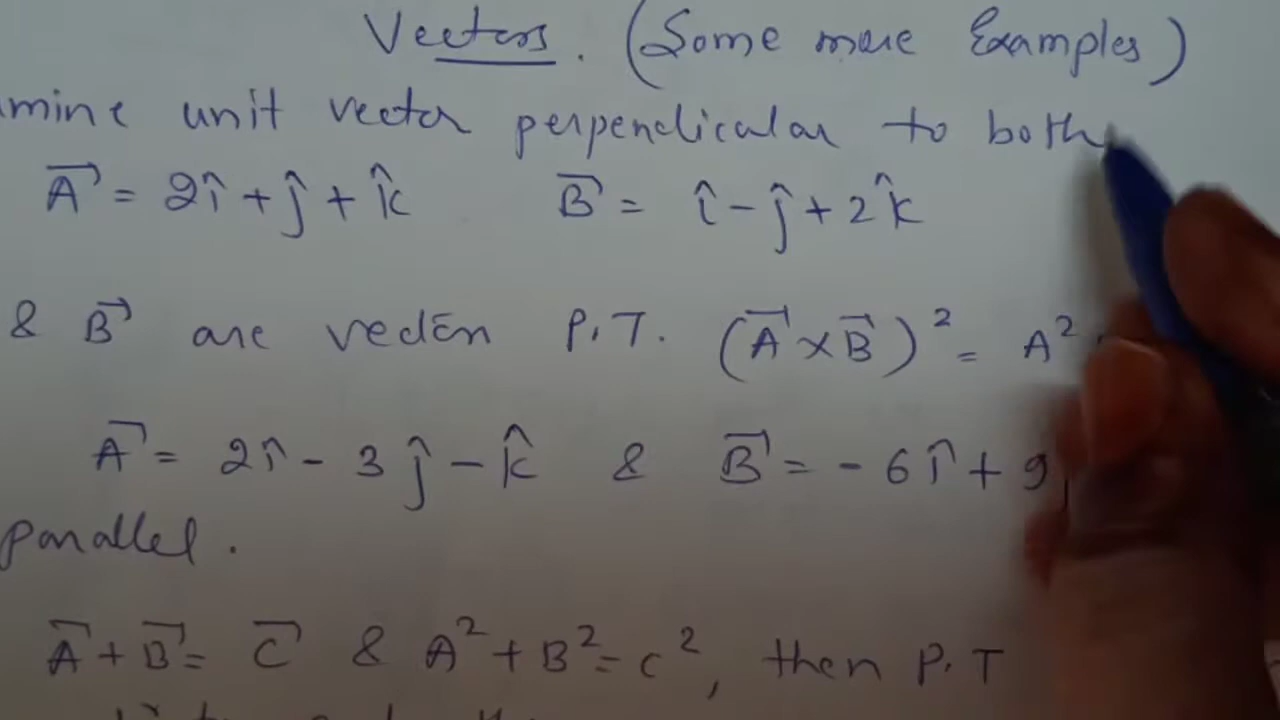 Vectors. (Some more Examples)
mine unit vector perpendicular to both
A⃗ = 2î + ĵ + k̂ B⃗ = î - ĵ + 2k̂
& B⃗ are vectors P.T. (A⃗ × B⃗)² = A²
A⃗ = 2î - 3ĵ - k̂ & B⃗ = -6î + 9
parallel.
A⃗ + B⃗ = C⃗ & A² + B² = C², then P.T